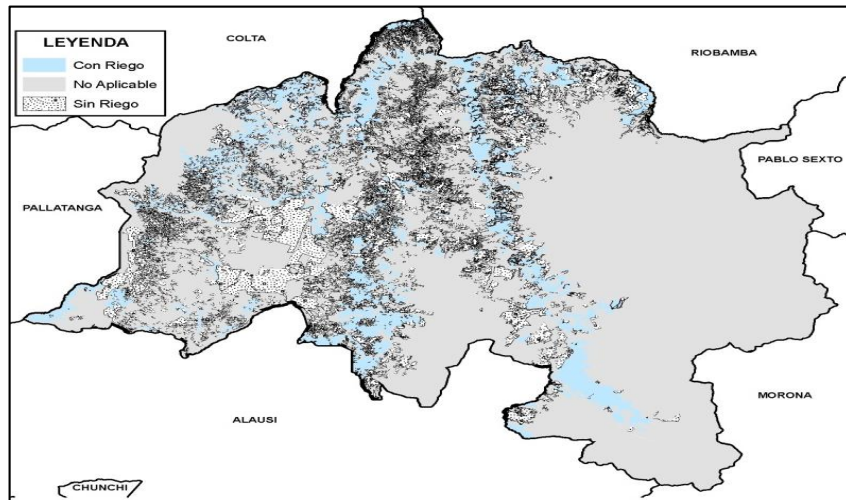 COLTA
RIOBAMBA
LEYENDA
Con Riego
No Aplicable
Sin Riego
PABLO SEXTO
PALLATANGA
MORONA
ALAUSI
CHUNCHI